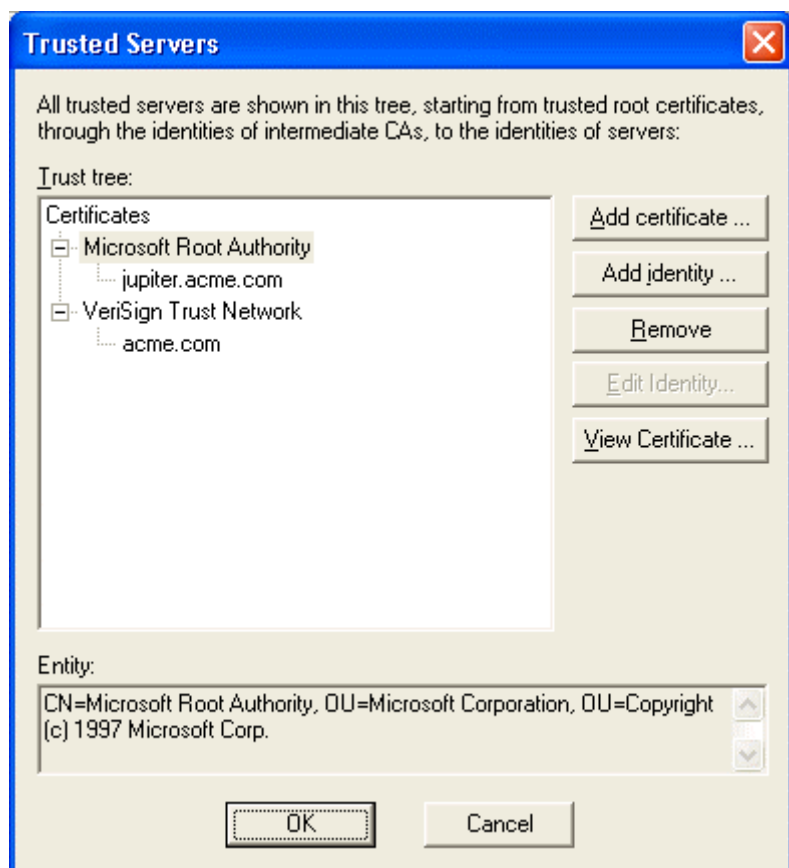 Trusted Servers
All trusted servers are shown in this tree, starting from trusted root certificates,
through the identities of intermediate CAs, to the identities of servers:
Trust tree:
Certificates
Microsoft Root Authority
jupiter.acme.com
VeriSign Trust Network
acme.com
Add certificate ...
Add identity ...
Remove
Edit Identity...
View Certificate ...
Entity:
CN=Microsoft Root Authority, OU=Microsoft Corporation, OU=Copyright
(c) 1997 Microsoft Corp.
OK
Cancel